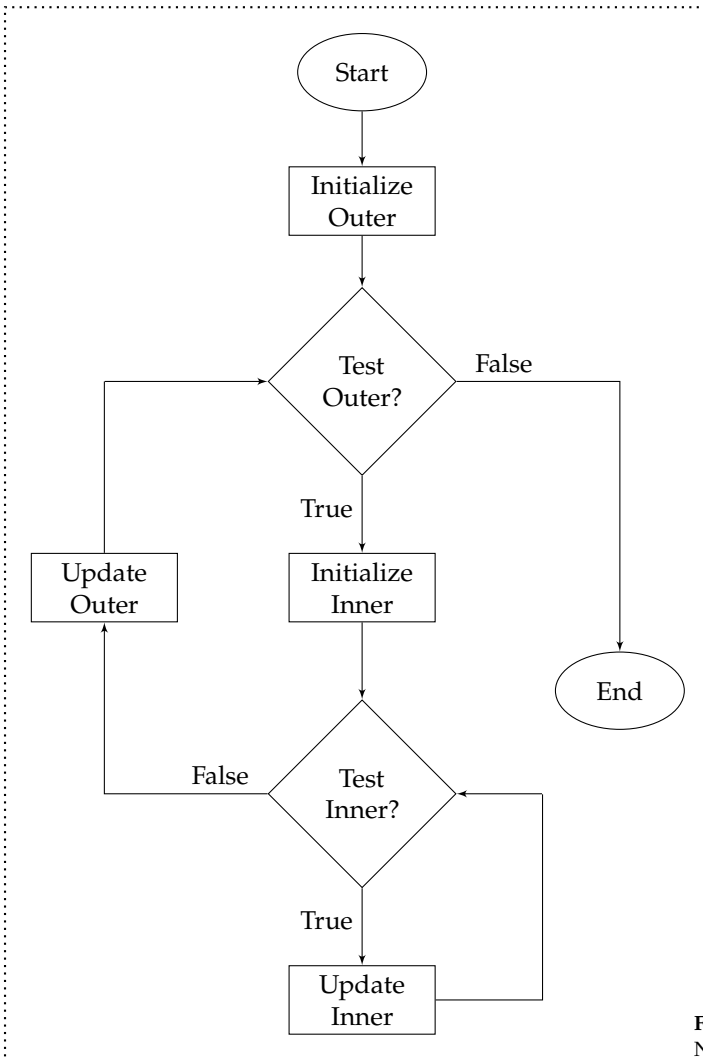 Start
Initialize
Outer
Test
Outer?
False
True
Update
Outer
Initialize
Inner
End
False
Test
Inner?
True
Update
Inner
F
N